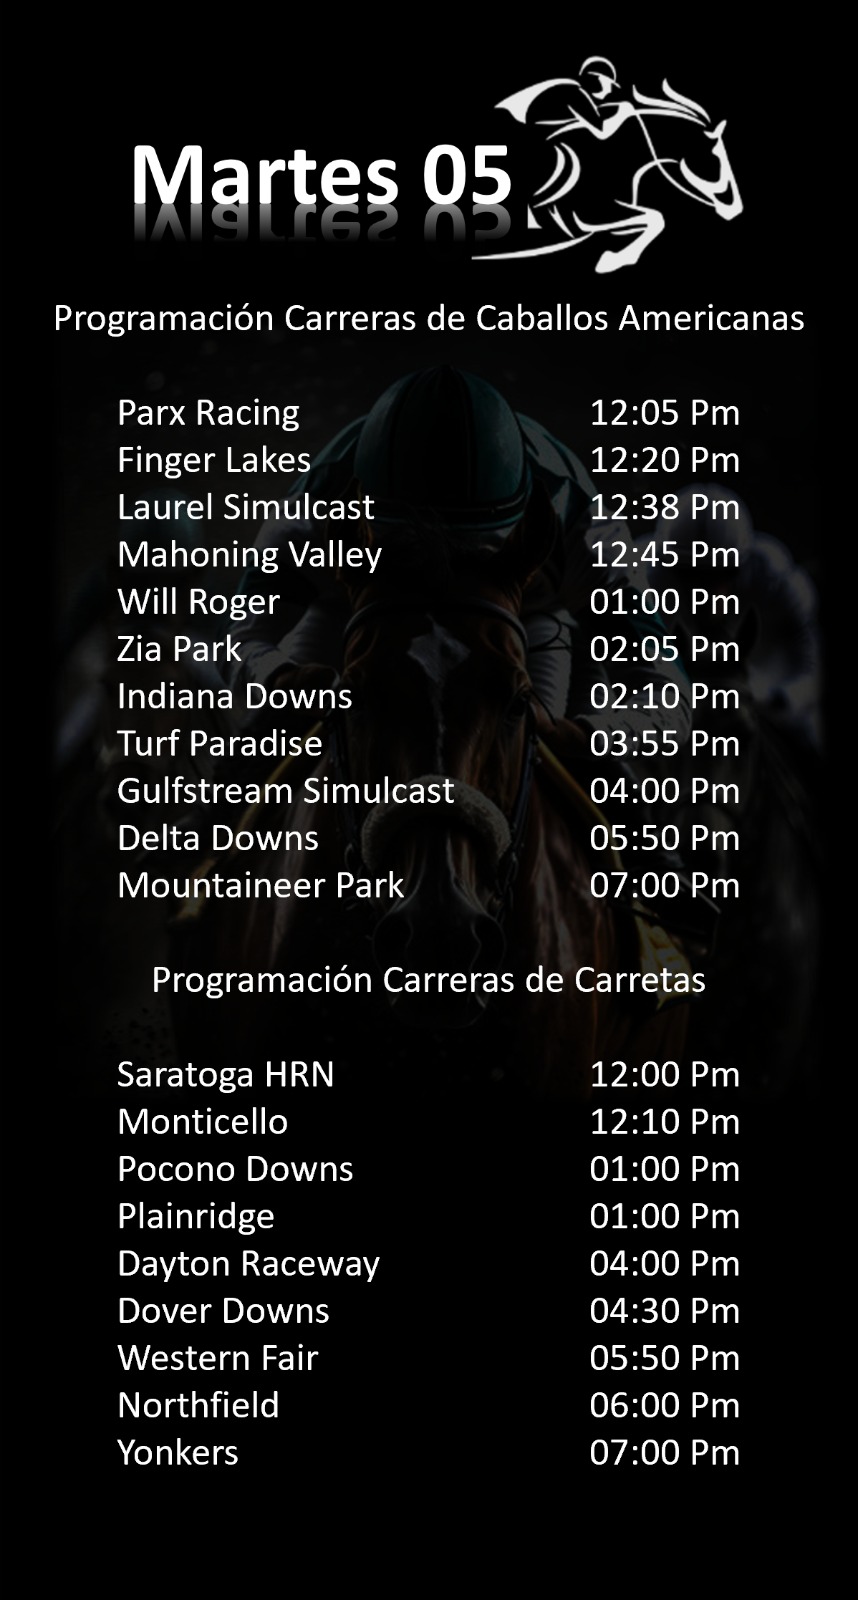 Martes 05
Programación Carreras de Caballos Americanas
Parx Racing 12:05 Pm
Finger Lakes 12:20 Pm
Laurel Simulcast 12:38 Pm
Mahoning Valley 12:45 Pm
Will Roger 01:00 Pm
Zia Park 02:05 Pm
Indiana Downs 02:10 Pm
Turf Paradise 03:55 Pm
Gulfstream Simulcast 04:00 Pm
Delta Downs 05:50 Pm
Mountaineer Park 07:00 Pm
Programación Carreras de Carretas
Saratoga HRN 12:00 Pm
Monticello 12:10 Pm
Pocono Downs 01:00 Pm
Plainridge 01:00 Pm
Dayton Raceway 04:00 Pm
Dover Downs 04:30 Pm
Western Fair 05:50 Pm
Northfield 06:00 Pm
Yonkers 07:00 Pm